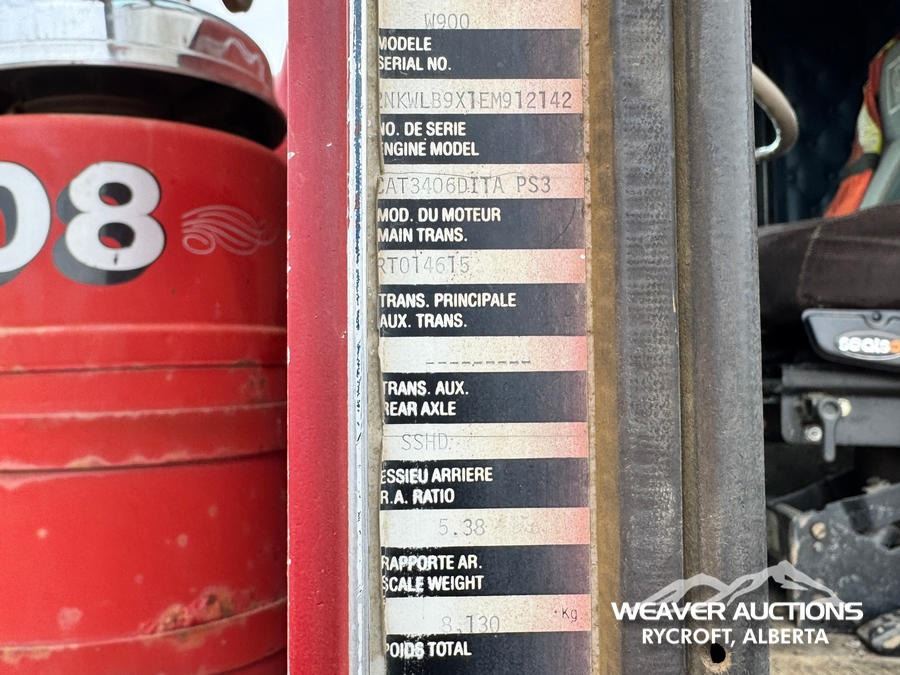 W900
MODELE
SERIAL NO.
2NKWLB9X1EM912142
NO. DE SERIE
ENGINE MODEL
CAT3406DITA PS3
MOD. DU MOTEUR
MAIN TRANS.
RTO14615
TRANS. PRINCIPALE
AUX. TRANS.
----------
TRANS. AUX.
REAR AXLE
SSHD
ESSIEU ARRIERE
R.A. RATIO
5.38
RAPPORTE AR.
SCALE WEIGHT
8,130 Kg
POIDS TOTAL
08
seats
WEAVER AUCTIONS
RYCROFT, ALBERTA